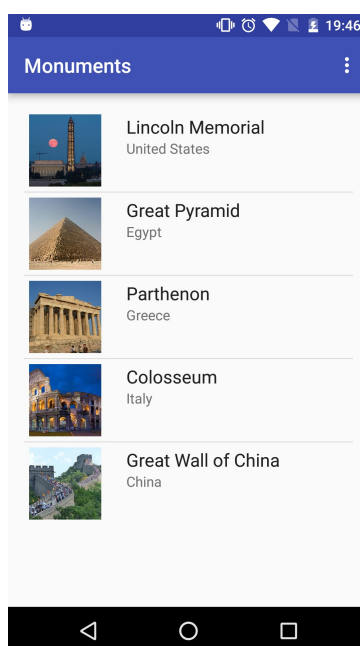 19:46
Monuments
Lincoln Memorial
United States
Great Pyramid
Egypt
Parthenon
Greece
Colosseum
Italy
Great Wall of China
China